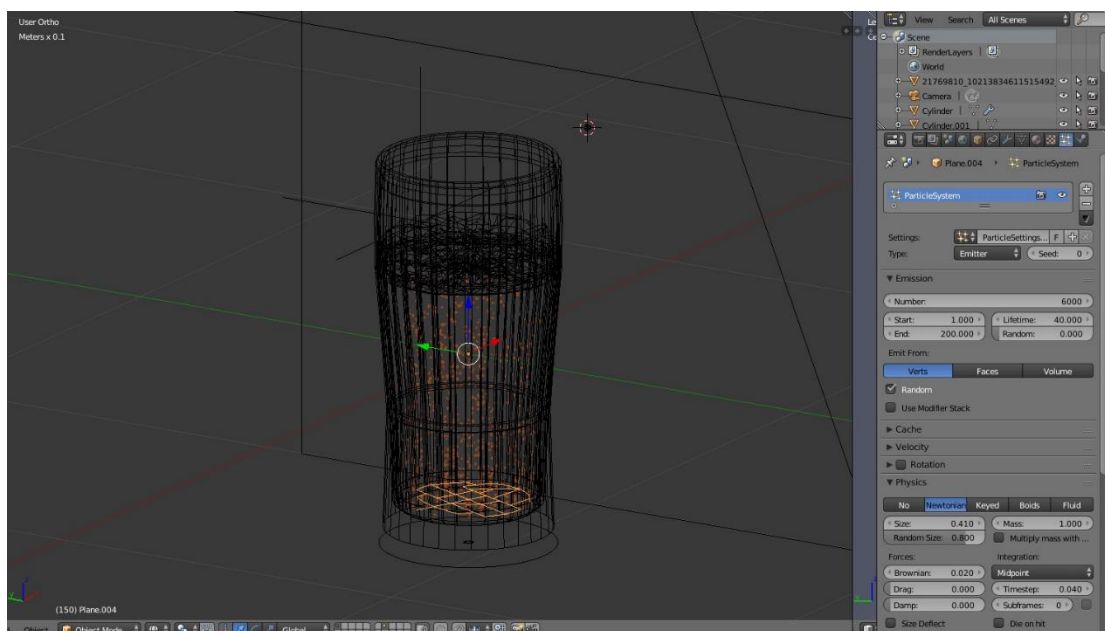 User Ortho
Meters x 0.1
(150) Plane.004
Object
Object Mode
Global
View Search All Scenes
Scene
RenderLayers |
World
21769810_10213834611515492
Camera |
Cylinder |
Cylinder.001 |
Plane.004 ParticleSystem
ParticleSystem
Settings: ParticleSettings... F
Type: Emitter Seed: 0
Emission
Number: 6000
Start: 1.000 Lifetime: 40.000
End: 200.000 Random: 0.000
Emit From:
Verts Faces Volume
Random
Use Modifier Stack
Cache
Velocity
Rotation
Physics
No Newtonian Keyed Boids Fluid
Size: 0.410 Mass: 1.000
Random Size: 0.800 Multiply mass with ...
Forces: Integration:
Brownian: 0.020 Midpoint
Drag: 0.000 Timestep: 0.040
Damp: 0.000 Subframes: 0
Size Deflect Die on hit